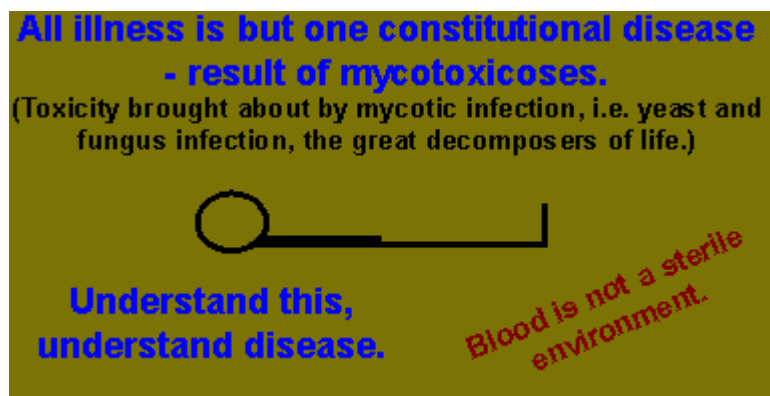 All illness is but one constitutional disease
- result of mycotoxicoses.
(Toxicity brought about by mycotic infection, i.e. yeast and
fungus infection, the great decomposers of life.)
Understand this,
understand disease.
Blood is not a sterile
environment.